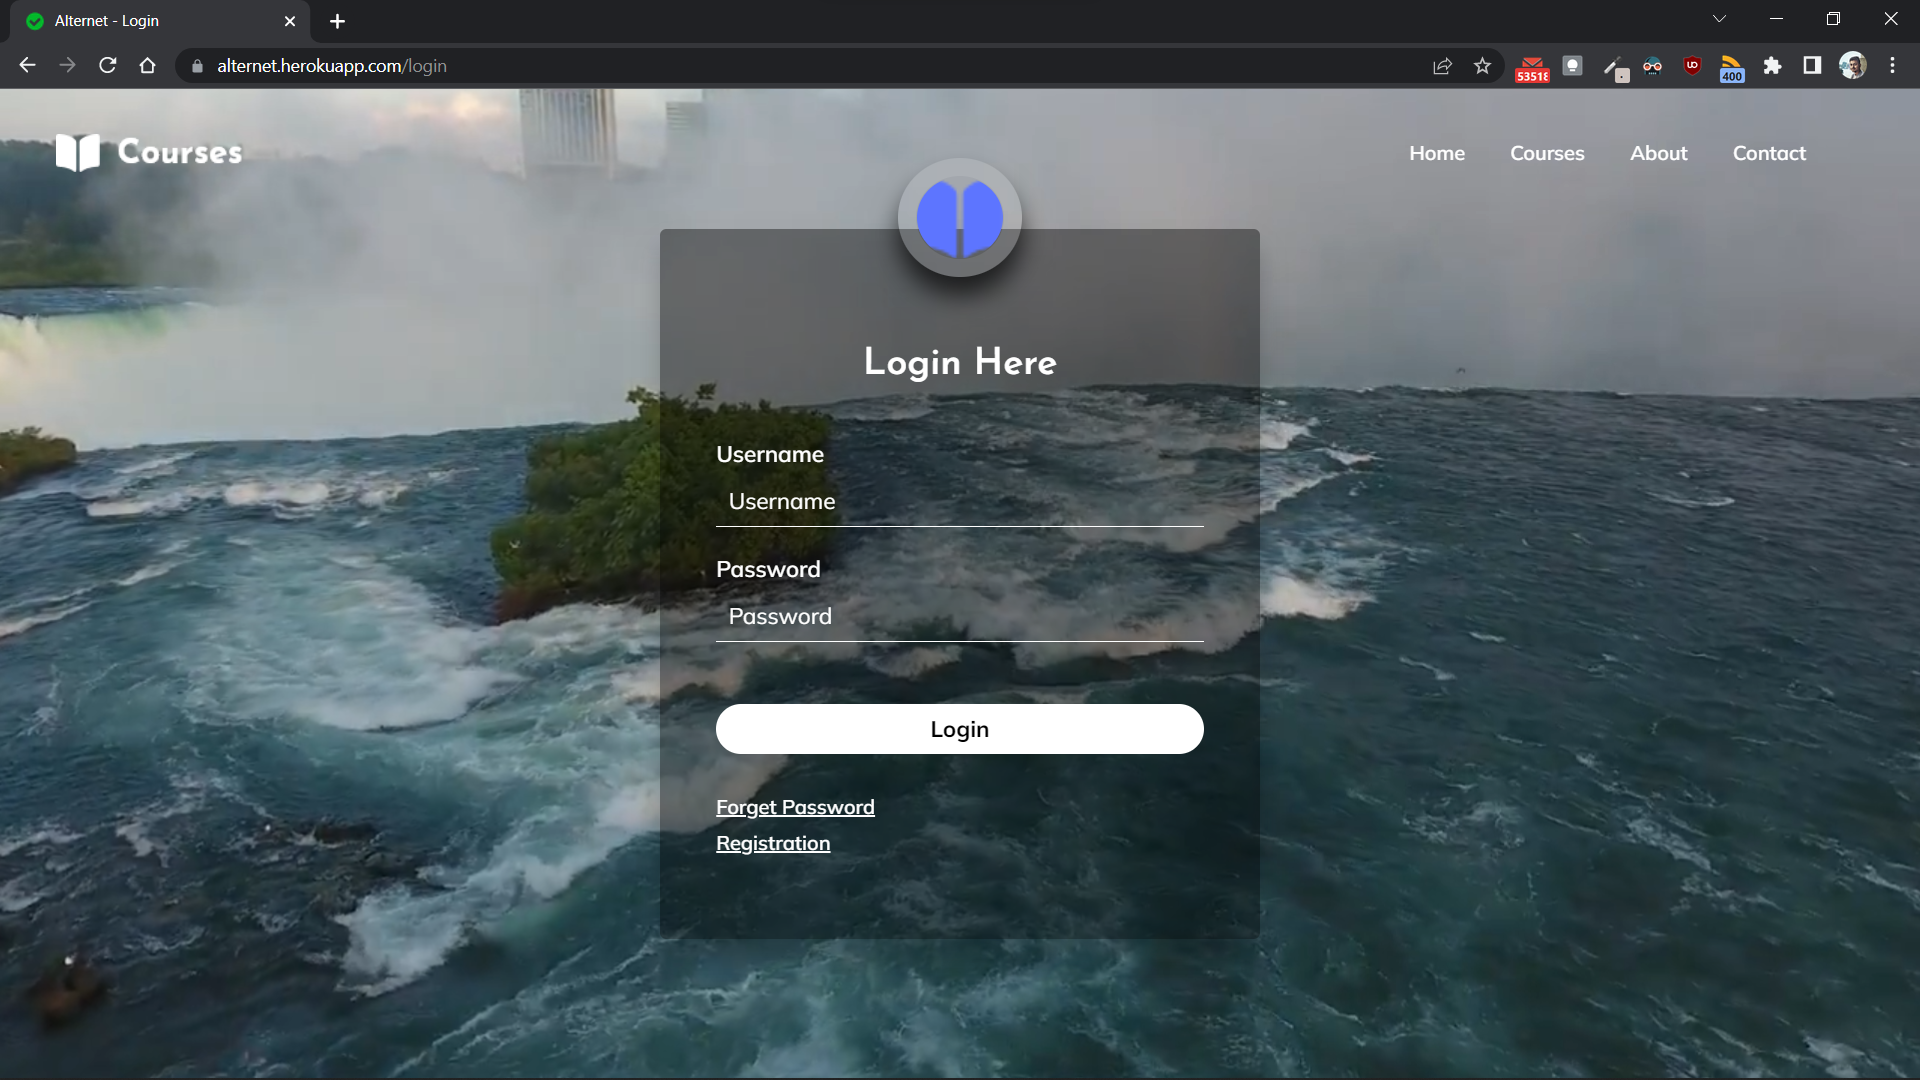 Alternet - Login
alternet.herokuapp.com/login
53518
400
Courses
Home
Courses
About
Contact
Login Here
Username
Username
Password
Password
Login
Forget Password
Registration